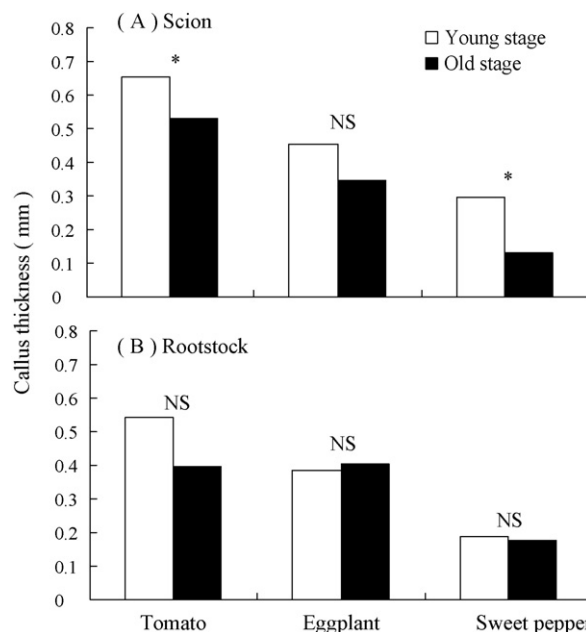 ( A ) Scion
Young stage
Old stage
0.8
0.7
0.6
0.5
0.4
0.3
0.2
0.1
0
*
NS
*
Callus thickness ( mm )
( B ) Rootstock
0.8
0.7
0.6
0.5
0.4
0.3
0.2
0.1
0
NS
NS
NS
Tomato Eggplant Sweet peppe